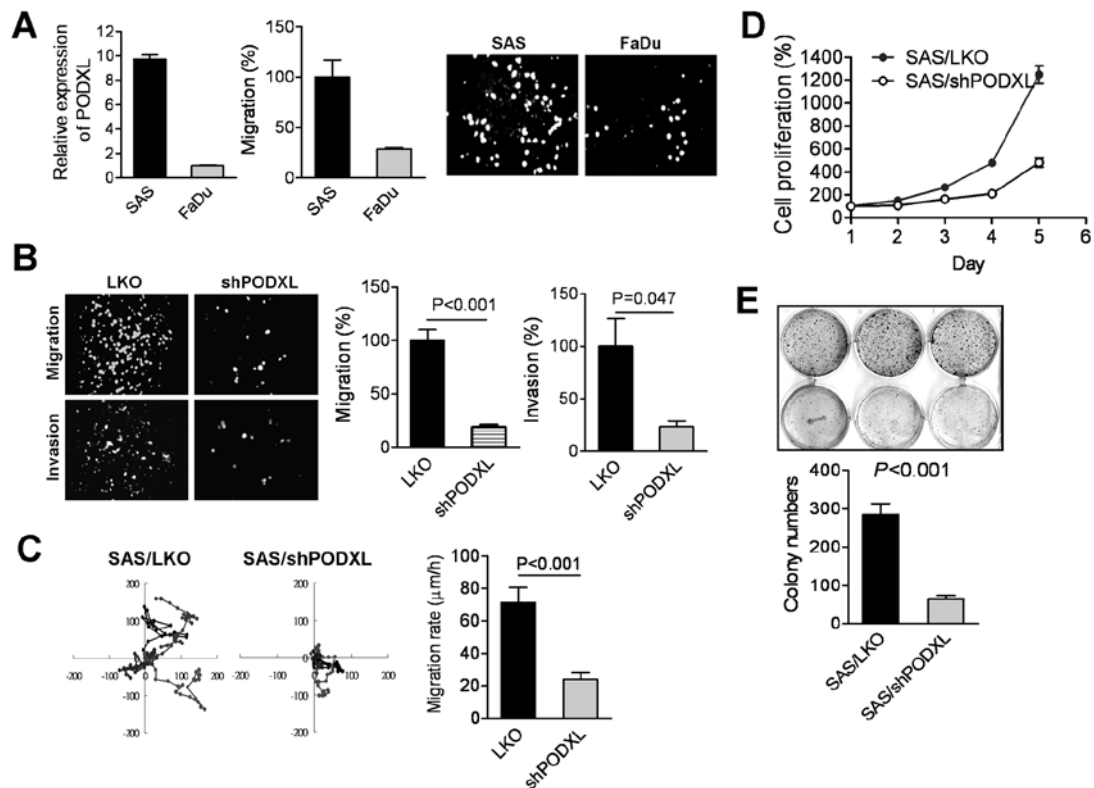 A
Relative expression
of PODXL
12
10
8
6
4
2
0
SAS
FaDu
Migration (%)
150
100
50
0
SAS
FaDu
SAS
FaDu
B
LKO
shPODXL
Migration
Invasion
Migration (%)
150
100
50
0
P<0.001
LKO
shPODXL
Invasion (%)
150
100
50
0
P=0.047
LKO
shPODXL
C
SAS/LKO
200
100
0
-100
-200
-200
-100
0
100
200
SAS/shPODXL
200
100
0
-100
-200
-200
-100
0
100
200
Migration rate (μm/h)
80
60
40
20
0
P<0.001
LKO
shPODXL
D
Cell proliferation (%)
1400
1200
1000
800
600
400
200
0
SAS/LKO
SAS/shPODXL
1
2
3
4
5
6
Day
E
Colony numbers
400
300
200
100
0
P<0.001
SAS/LKO
SAS/shPODXL